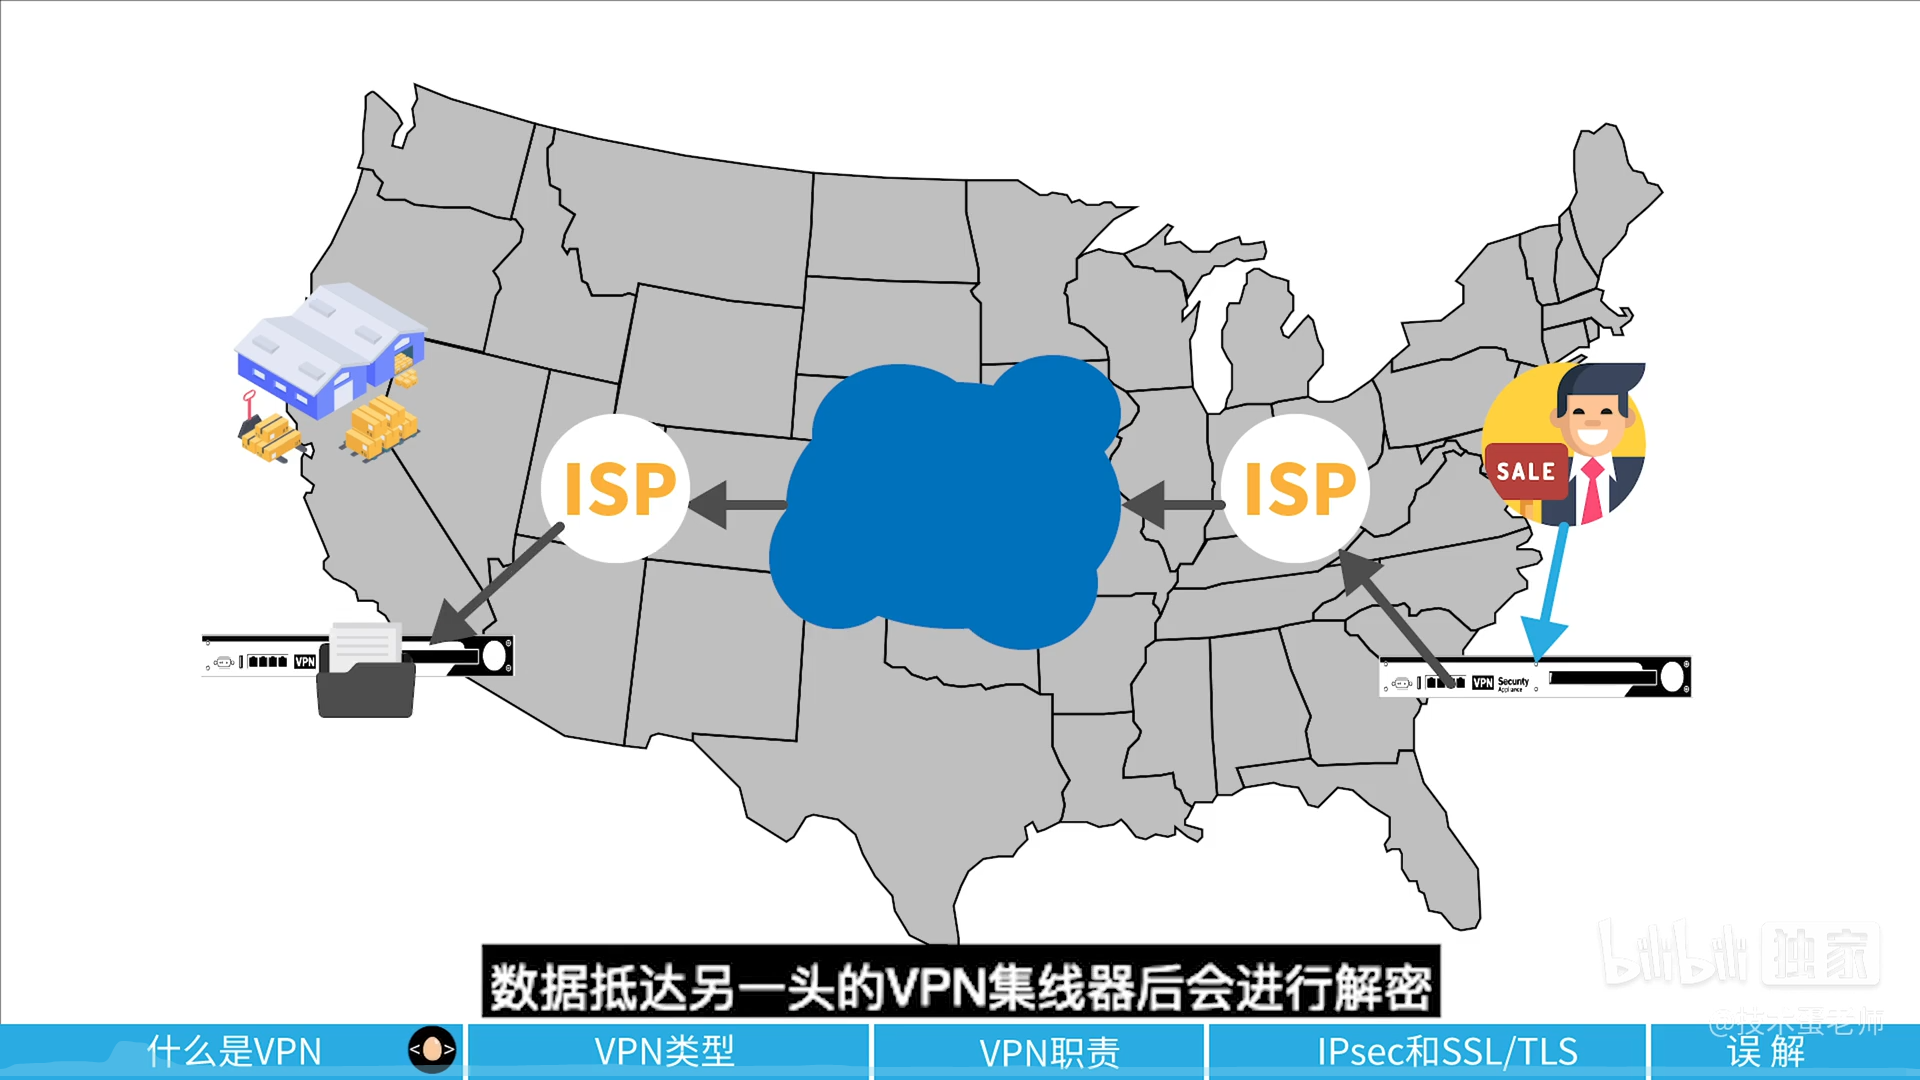 bilibili 独家
@技术蛋老师
ISP
ISP
SALE
VPN
VPN Security
Appliance
数据抵达另一头的VPN集线器后会进行解密
什么是VPN
< >
VPN类型
VPN职责
IPsec和SSL/TLS
误解